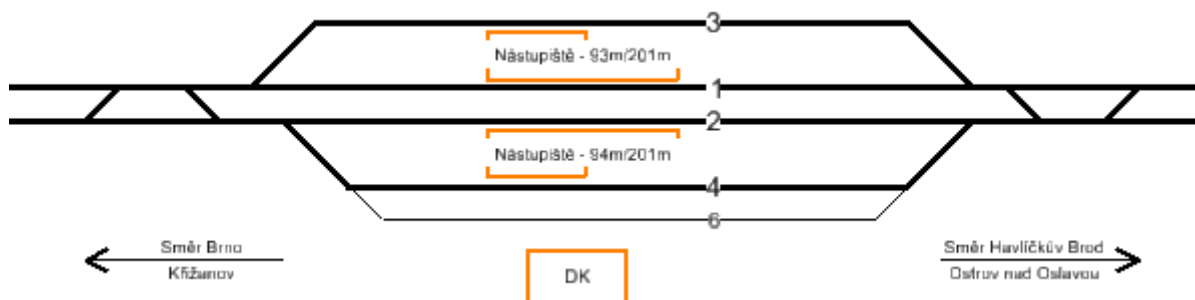 3
Nástupiště - 93m/201m
1
2
Nástupiště - 94m/201m
4
6
Směr Brno
Křižanov
DK
Směr Havlíčkův Brod
Ostrov nad Oslavou